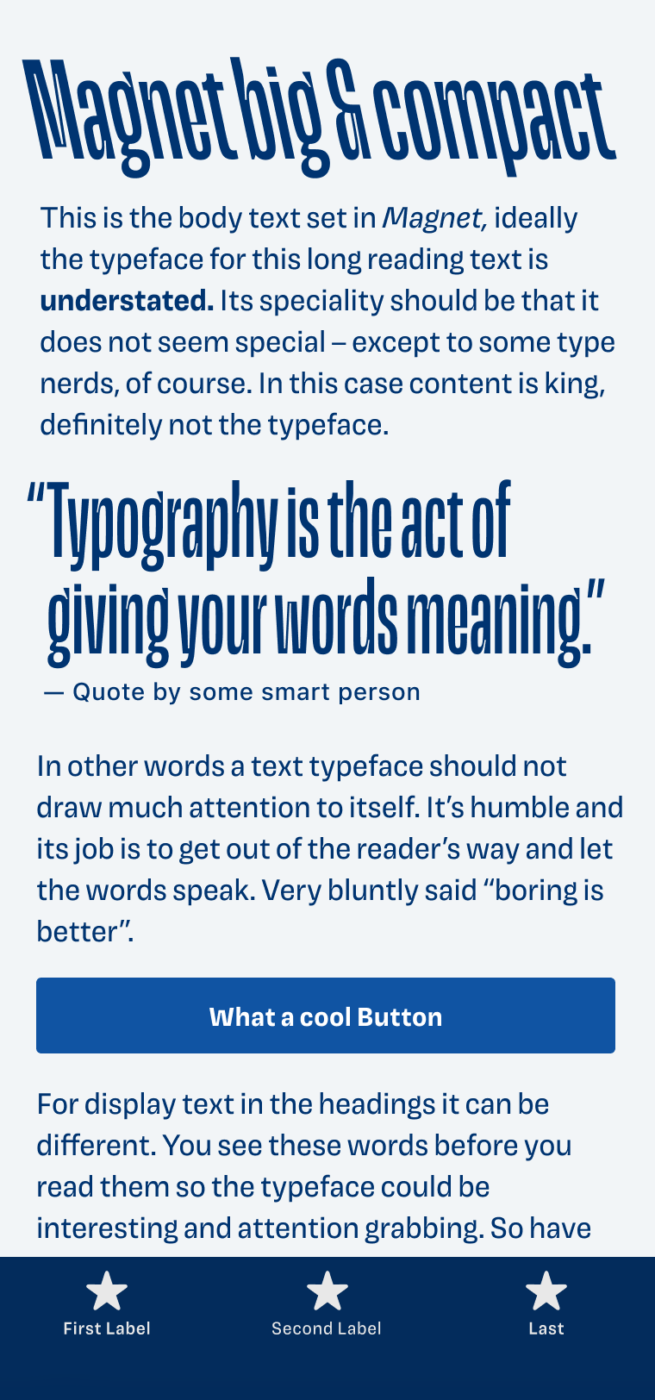 Magnet big & compact
This is the body text set in Magnet, ideally
the typeface for this long reading text is
understated. Its speciality should be that it
does not seem special – except to some type
nerds, of course. In this case content is king,
definitely not the typeface.
“Typography is the act of
giving your words meaning.”
— Quote by some smart person
In other words a text typeface should not
draw much attention to itself. It’s humble and
its job is to get out of the reader’s way and let
the words speak. Very bluntly said “boring is
better”.
What a cool Button
For display text in the headings it can be
different. You see these words before you
read them so the typeface could be
interesting and attention grabbing. So have
First Label
Second Label
Last